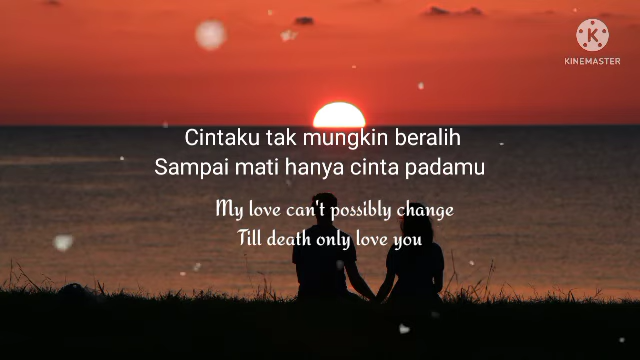 KINEMASTER
Cintaku tak mungkin beralih
Sampai mati hanya cinta padamu
My love can't possibly change
Till death only love you